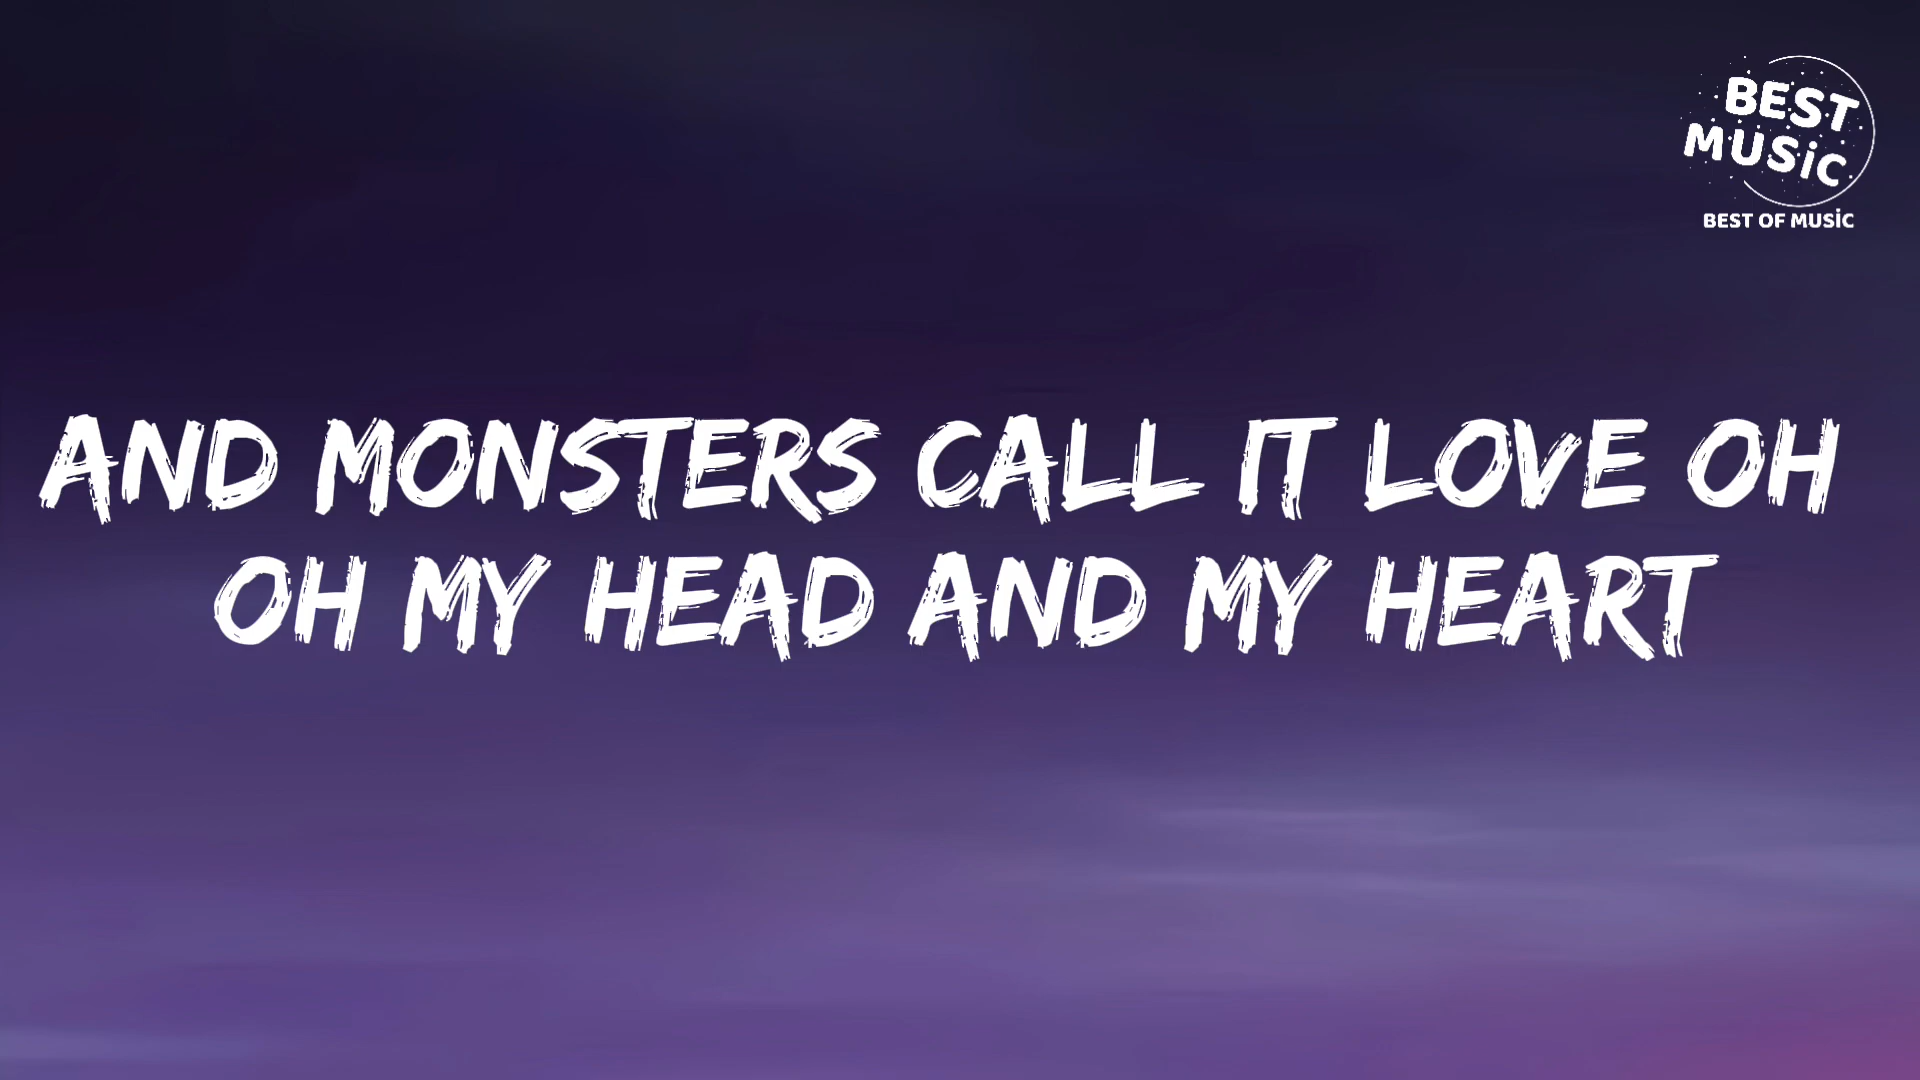 BEST
MUSiC
BEST OF MUSiC
AND MONSTERS CALL IT LOVE OH
OH MY HEAD AND MY HEART